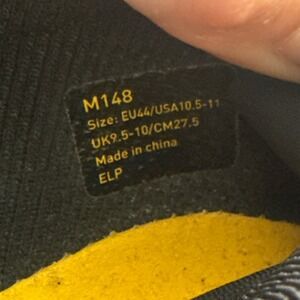 M148
Size: EU44/USA10.5-11
UK9.5-10/CM27.5
Made in china
ELP